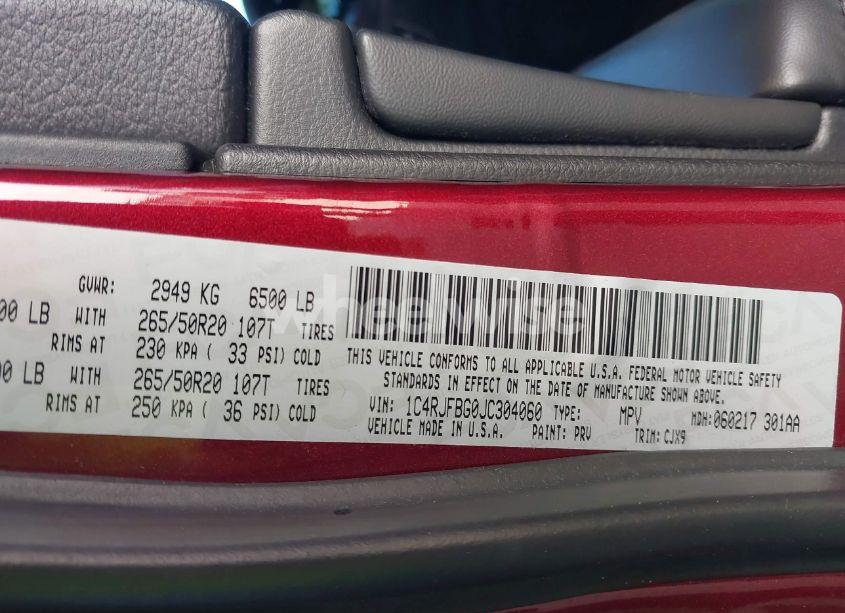 GVWR: 2949 KG 6500 LB
00 LB WITH 265/50R20 107T TIRES
RIMS AT 230 KPA ( 33 PSI) COLD
00 LB WITH 265/50R20 107T TIRES
RIMS AT 250 KPA ( 36 PSI) COLD
wheelwise
THIS VEHICLE CONFORMS TO ALL APPLICABLE U.S.A. FEDERAL MOTOR VEHICLE SAFETY
STANDARDS IN EFFECT ON THE DATE OF MANUFACTURE SHOWN ABOVE.
VIN: 1C4RJFBG0JC304060 TYPE: MPV MDH: 060217 301AA
VEHICLE MADE IN U.S.A. PAINT: PRV TRIM: CJX9